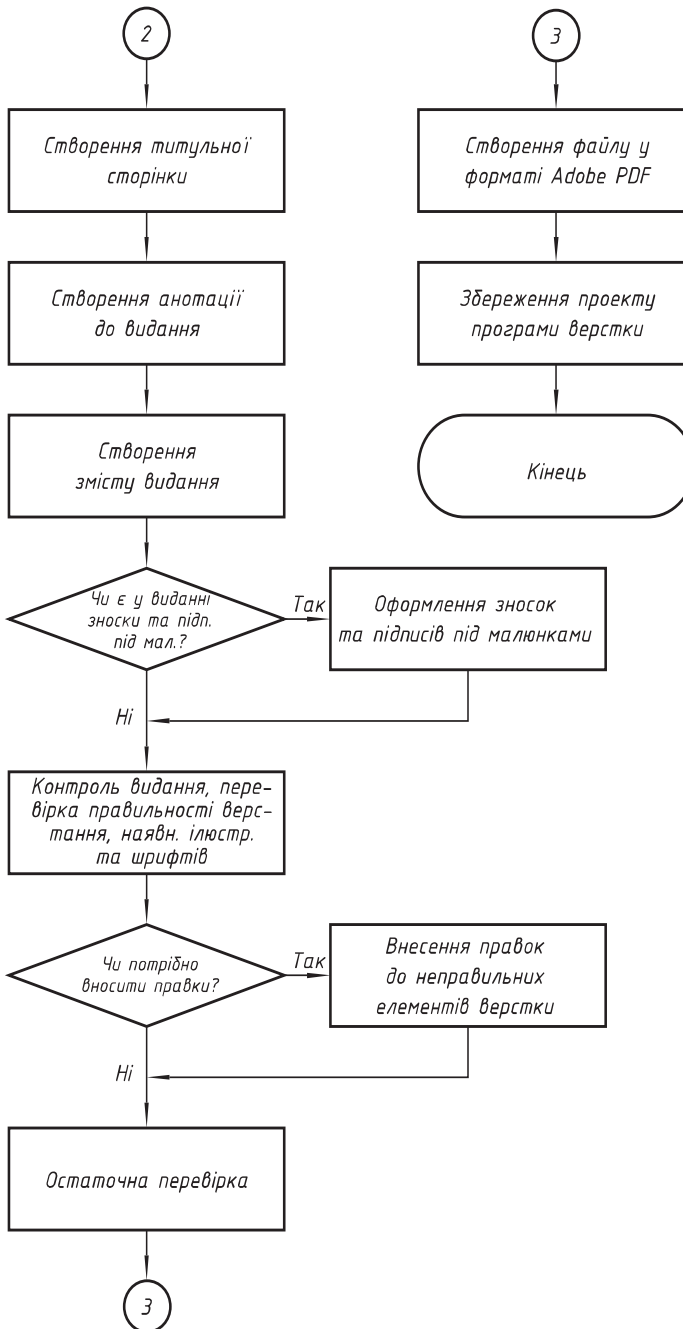 2
Створення титульної
сторінки
Створення анотації
до видання
Створення
змісту видання
Чи є у виданні
зноски та підп.
під мал.?
Так
Оформлення зносок
та підписів під малюнками
Ні
Контроль видання, пере-
вірка правильності верс-
тання, наявн. ілюстр.
та шрифтів
Чи потрібно
вносити правки?
Так
Внесення правок
до неправильних
елементів верстки
Ні
Остаточна перевірка
3
3
Створення файлу у
форматі Adobe PDF
Збереження проекту
програми верстки
Кінець